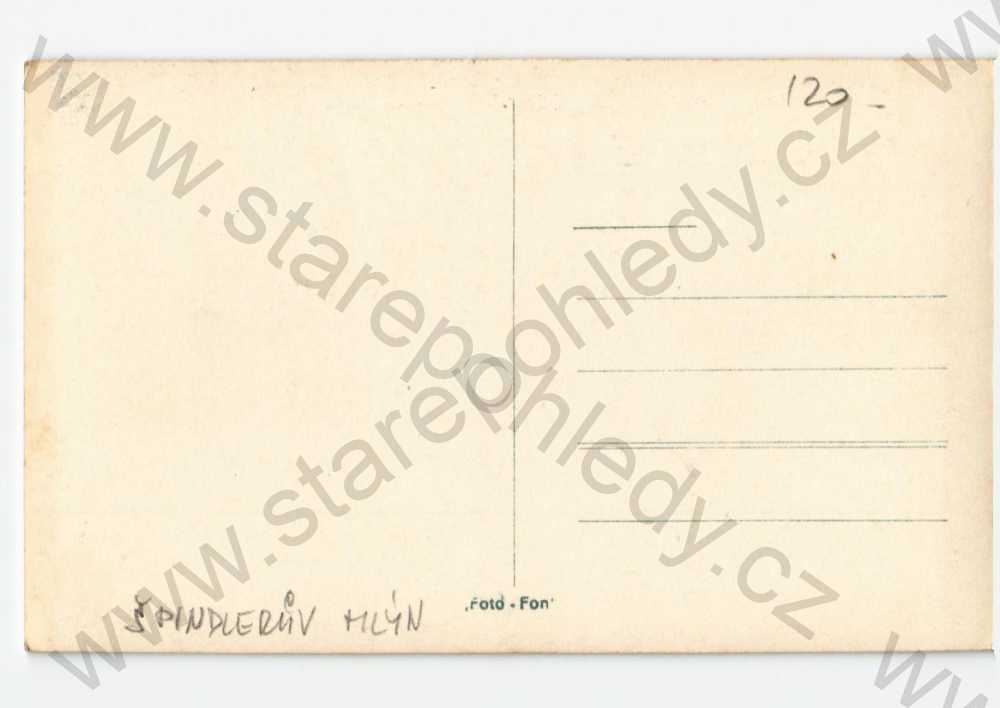 120 -
ŠPINDLERŮV MLÝN
„Foto - Fon"
www.starepohledy.cz
www.starepohledy.cz